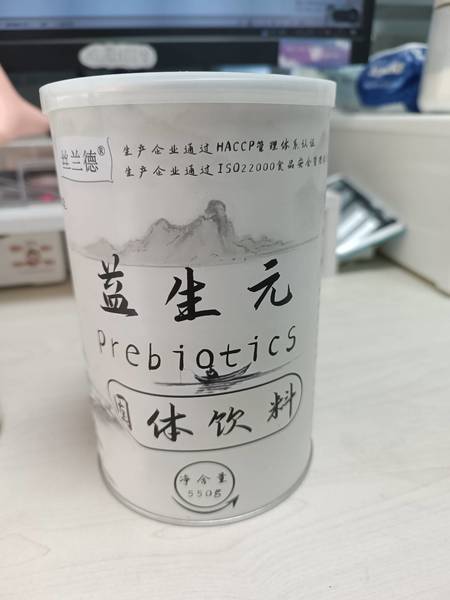 丝兰德®
生产企业通过HACCP管理体系认证
生产企业通过ISO22000食品安全管
益生元
Prebiotics
固体饮料
净含量
550g